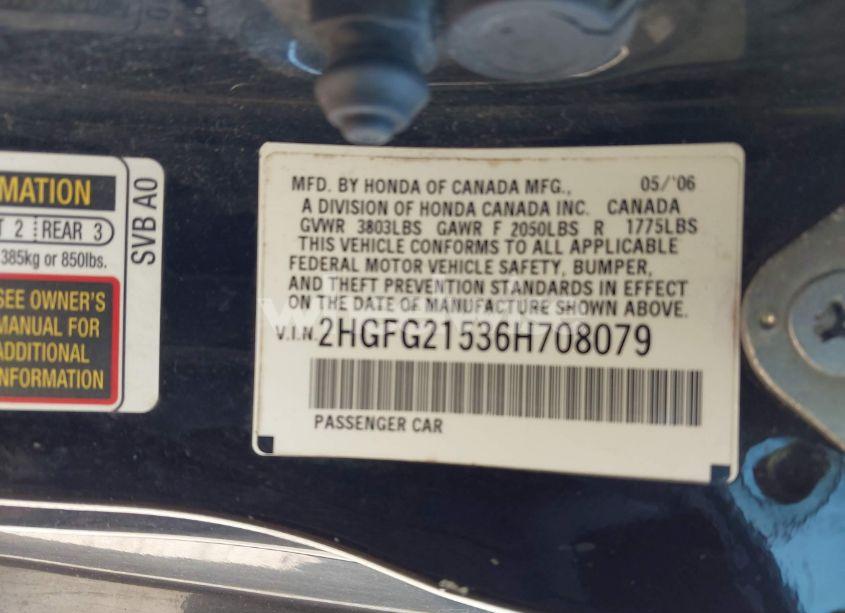 MATION
T 2 REAR 3
385kg or 850lbs.
SEE OWNER'S
MANUAL FOR
ADDITIONAL
INFORMATION
SVB A0
MFD. BY HONDA OF CANADA MFG., 05/'06
A DIVISION OF HONDA CANADA INC. CANADA
GVWR 3803LBS GAWR F 2050LBS R 1775LBS
THIS VEHICLE CONFORMS TO ALL APPLICABLE
FEDERAL MOTOR VEHICLE SAFETY, BUMPER,
AND THEFT PREVENTION STANDARDS IN EFFECT
ON THE DATE OF MANUFACTURE SHOWN ABOVE.
V.I.N. 2HGFG21536H708079
PASSENGER CAR